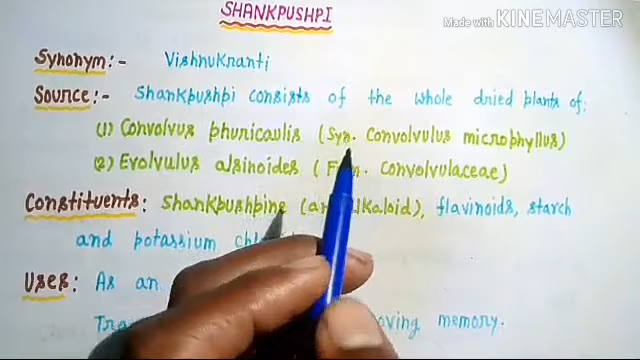 SHANKPUSHPI
Made with KINEMASTER
Synonym:- Vishnukranti
Source:- Shankpushpi consists of the whole dried plants of:
(1) Convolvus phuricaulis (Syn. Convolvulus microphyllus)
(2) Evolvulus alsinoides (Fam. Convolvulaceae)
Constituents: Shankpushpine (an alkaloid), flavinoids, starch
and potassium
Uses: As an
memory.